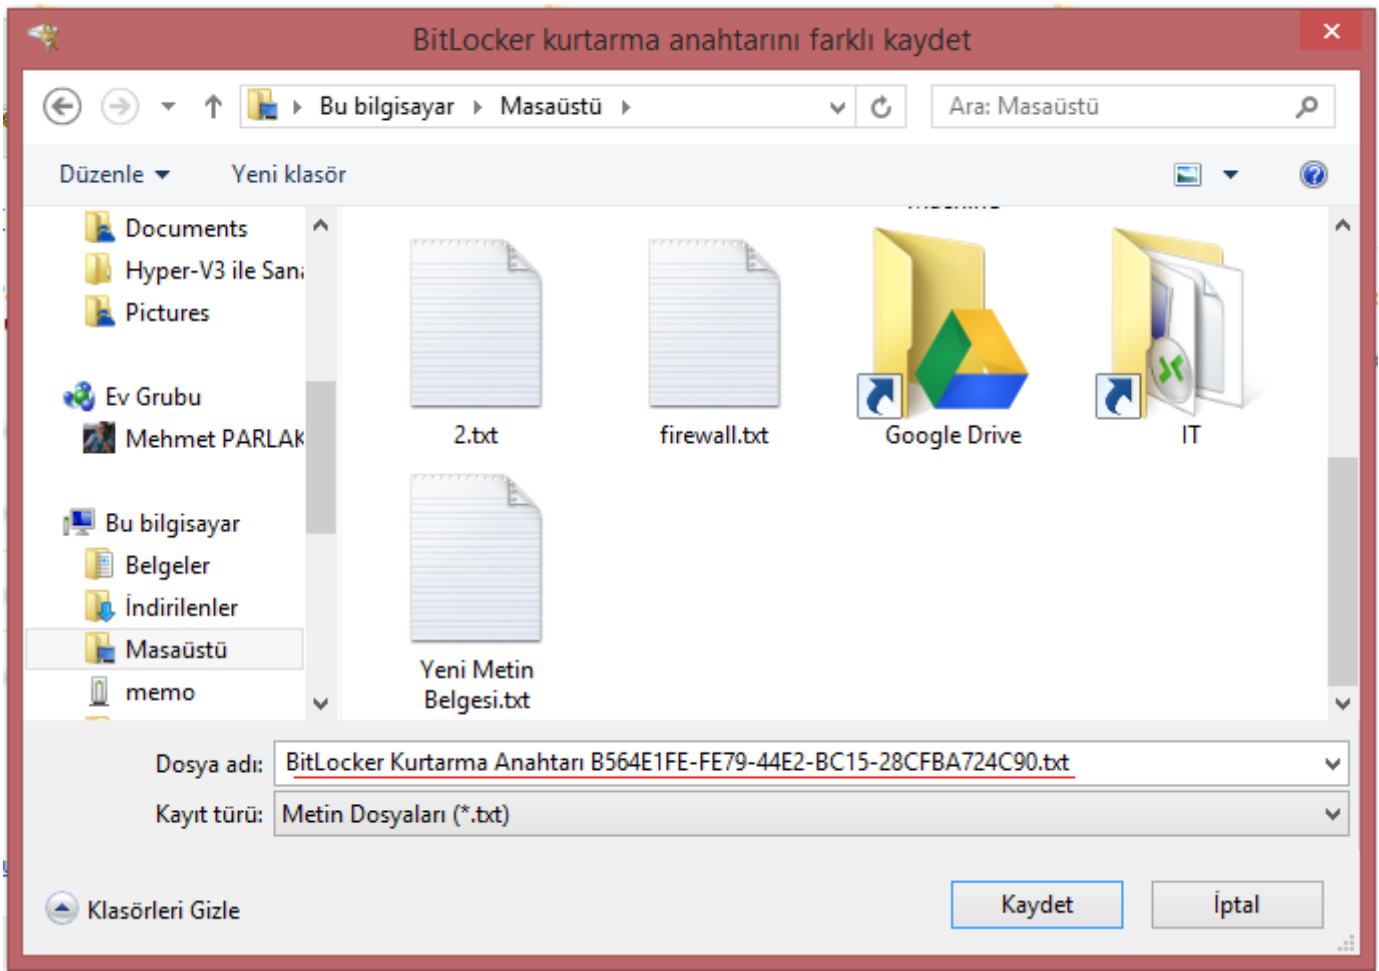 BitLocker kurtarma anahtarını farklı kaydet
Bu bilgisayar Masaüstü
Ara: Masaüstü
Düzenle
Yeni klasör
Documents
Hyper-V3 ile
Pictures
Ev Grubu
Mehmet PARLAK
Bu bilgisayar
Belgeler
İndirilenler
Masaüstü
memo
2.txt
firewall.txt
Google Drive
IT
Yeni Metin
Belgesi.txt
Dosya adı: BitLocker Kurtarma Anahtarı B564E1FE-FE79-44E2-BC15-28CFBA724C90.txt
Kayıt türü: Metin Dosyaları (*.txt)
Klasörleri Gizle
Kaydet
İptal